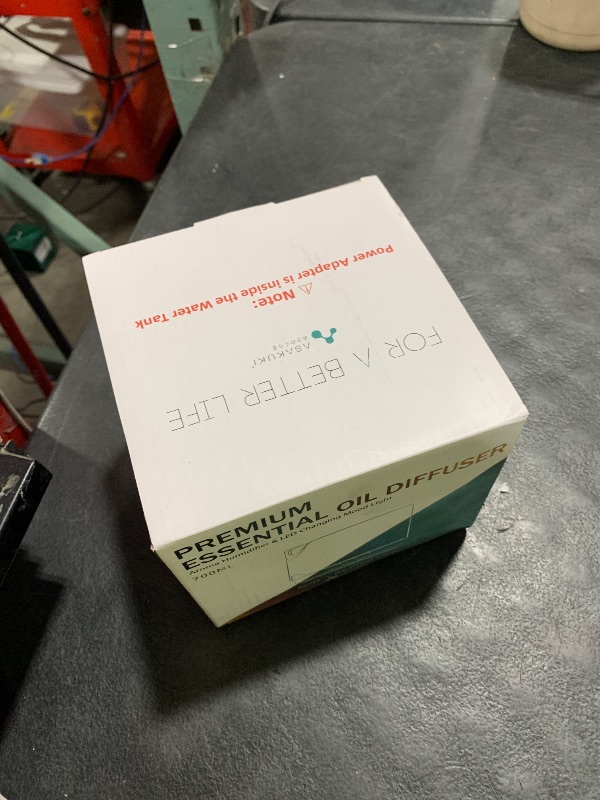 ⚠ Note:
Power Adapter is inside the Water Tank
ASAKUKI
FOR A BETTER LIFE
PREMIUM
ESSENTIAL OIL DIFFUSER
Aroma Humidifier & LED Changing Mood Light
700ML